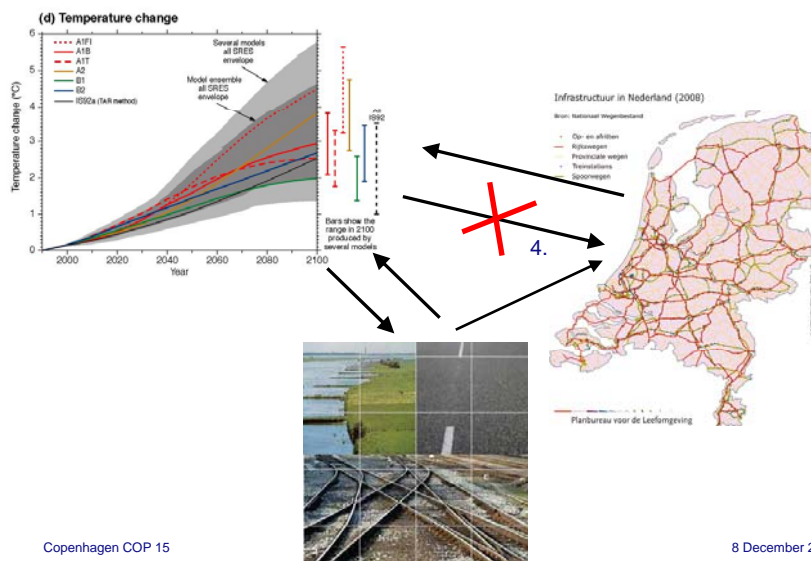 (d) Temperature change
6
5
4
3
2
1
0
Temperature change (°C)
A1FI
A1B
A1T
A2
B1
B2
IS92a (TAR method)
Several models
all SRES
envelope
Model ensemble
all SRES
envelope
IS92
Bars show the
range in 2100
produced by
several models
2000
2020
2040
2060
2080
2100
Year
4.
Infrastructuur in Nederland (2008)
Bron: Nationaal Wegenbestand
Op- en afritten
Rijkswegen
Provinciale wegen
Treinstations
Spoorwegen
Planbureau voor de Leefomgeving
Copenhagen COP 15
8 December 2